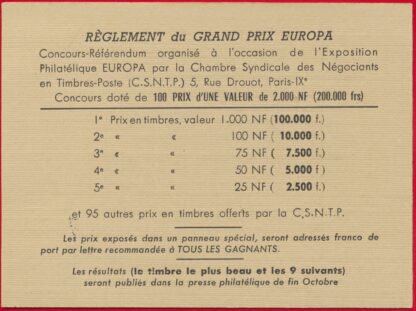 RÈGLEMENT du GRAND PRIX EUROPA
Concours-Référendum organisé à l'occasion de l'Exposition
Philatélique EUROPA par la Chambre Syndicale des Négociants
en Timbres-Poste (C.S.N.T.P.) 5, Rue Drouot, Paris-IXe
Concours doté de 100 PRIX D'UNE VALEUR de 2.000 NF (200.000 frs)
1e Prix en timbres, valeur 1.000 NF (100.000 f.)
2e « « 100 NF ( 10.000 f.)
3e « « 75 NF ( 7.500 f.)
4e « « 50 NF ( 5.000 f.)
5e « « 25 NF ( 2.500 f.)
et 95 autres prix en timbres offerts par la C.S.N.T.P.
Les prix exposés dans un panneau spécial, seront adressés franco de
port par lettre recommandée à TOUS LES GAGNANTS.
Les résultats (le timbre le plus beau et les 9 suivants)
seront publiés dans la presse philatélique de fin Octobre